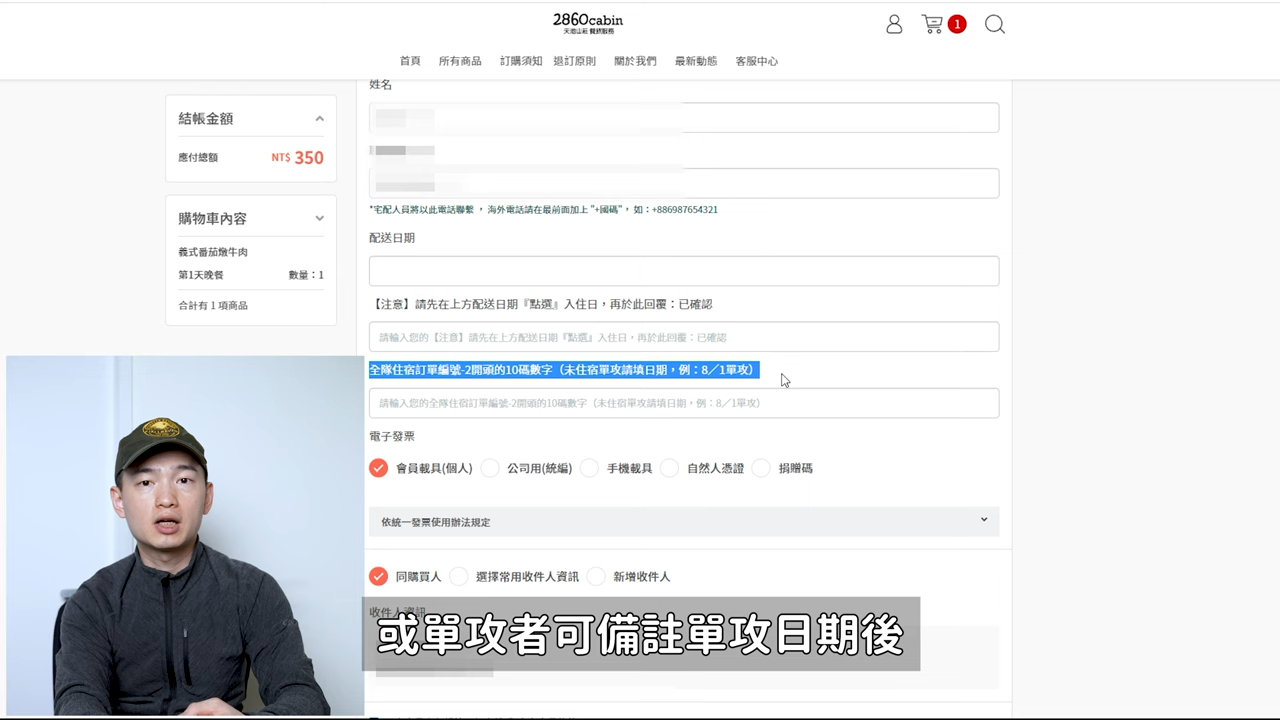 2860cabin
天池山莊 餐飲服務
1
首頁 所有商品 訂購須知 退訂原則 關於我們 最新動態 客服中心
結帳金額
應付總額 NT$ 350
購物車內容
義式番茄燉牛肉
第1天晚餐 數量：1
合計有 1 項商品
姓名
*宅配人員將以此電話聯繫 ， 海外電話請在最前面加上 "+國碼"， 如：+886987654321
配送日期
【注意】請先在上方配送日期『點選』入住日，再於此回覆：已確認
請輸入您的【注意】請先在上方配送日期『點選』入住日，再於此回覆：已確認
全隊住宿訂單編號-2開頭的10碼數字（未住宿單攻請填日期，例：8／1單攻）
請輸入您的全隊住宿訂單編號-2開頭的10碼數字（未住宿單攻請填日期，例：8／1單攻）
電子發票
會員載具(個人) 公司用(統編) 手機載具 自然人憑證 捐贈碼
依統一發票使用辦法規定
同購買人 選擇常用收件人資訊 新增收件人
收件人資訊
或單攻者可備註單攻日期後